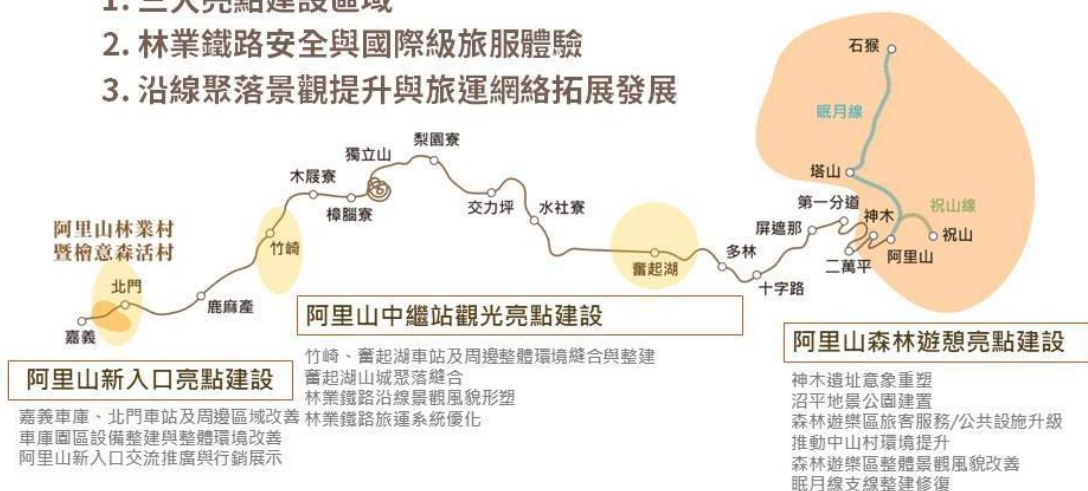 1. 三大亮點建設區域
2. 林業鐵路安全與國際級旅服體驗
3. 沿線聚落景觀提升與旅運網絡拓展發展
石猴
眠月線
塔山
第一分道
神木
祝山線
祝山
阿里山
二萬平
屏遮那
十字路
多林
奮起湖
水社寮
交力坪
梨園寮
獨立山
樟腦寮
木屐寮
竹崎
鹿麻產
阿里山林業村
暨檜意森活村
北門
嘉義
阿里山新入口亮點建設
嘉義車庫、北門車站及周邊區域改善
車庫園區設備整建與整體環境改善
阿里山新入口交流推廣與行銷展示
阿里山中繼站觀光亮點建設
竹崎、奮起湖車站及周邊整體環境縫合與整建
奮起湖山城聚落縫合
林業鐵路沿線景觀風貌形塑
林業鐵路旅運系統優化
阿里山森林遊憩亮點建設
神木遺址意象重塑
沼平地景公園建置
森林遊樂區旅客服務/公共設施升級
推動中山村環境提升
森林遊樂區整體景觀風貌改善
眠月線支線整建修復